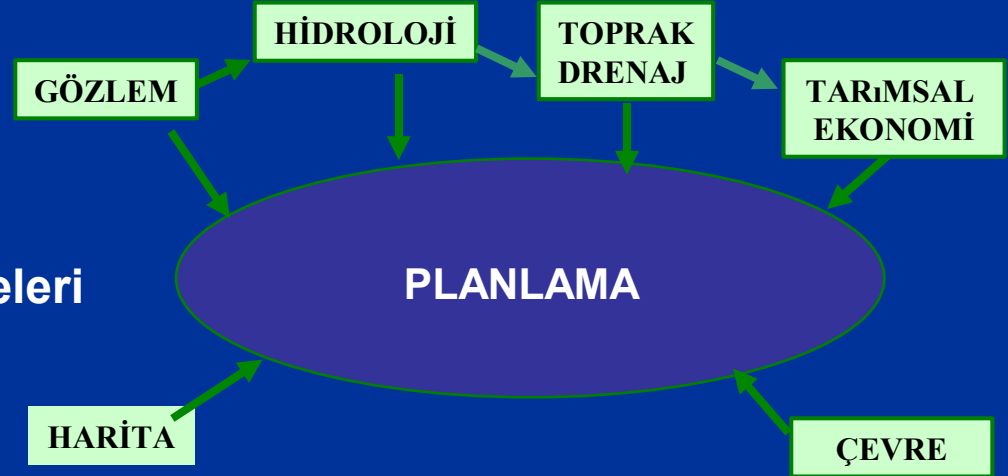 HİDROLOJİ
TOPRAK
DRENAJ
GÖZLEM
TARıMSAL
EKONOMİ
eleri
PLANLAMA
HARİTA
ÇEVRE